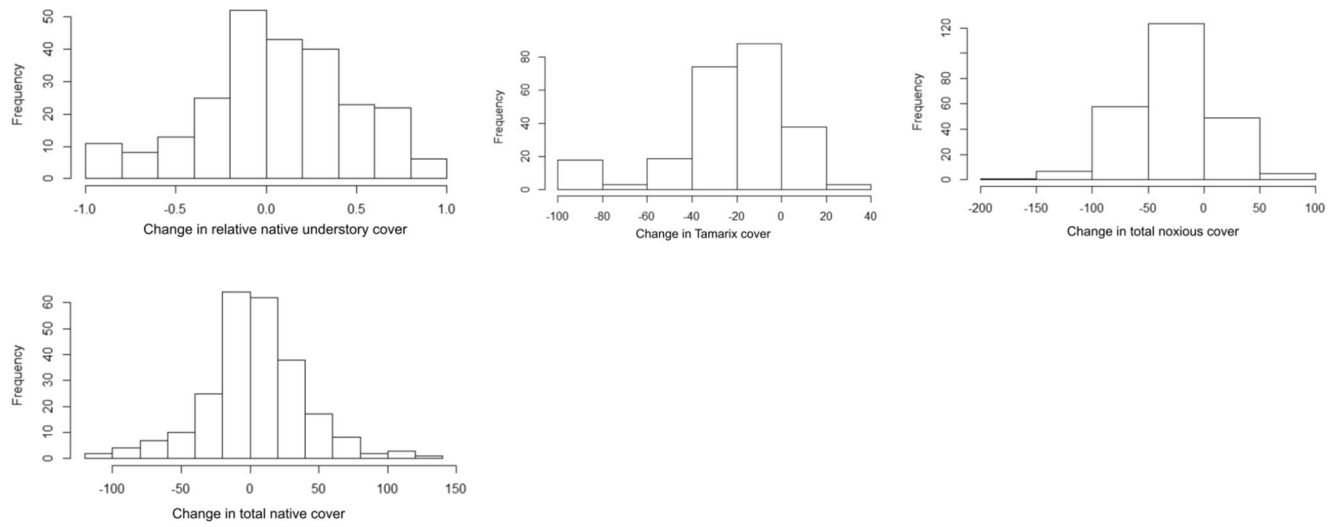 Frequency
50
40
30
20
10
0
-1.0 -0.5 0.0 0.5 1.0
Change in relative native understory cover
Frequency
80
60
40
20
0
-100 -80 -60 -40 -20 0 20 40
Change in Tamarix cover
Frequency
120
80
60
40
20
0
-200 -150 -100 -50 0 50 100
Change in total noxious cover
Frequency
60
50
40
30
20
10
0
-100 -50 0 50 100 150
Change in total native cover